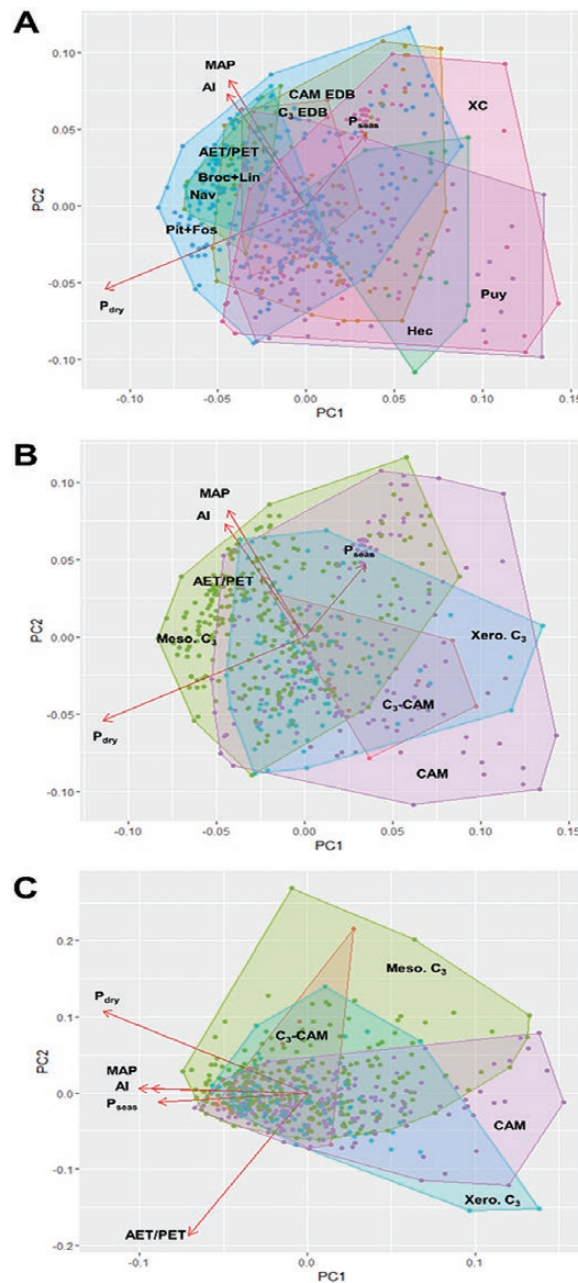 A
MAP
AI
CAM EDB
C₃ EDB
Pseas
XC
AET/PET
Broc+Lin
Nav
Pit+Fos
Pdry
Puy
Hec
PC2
0.10
0.05
0.00
-0.05
-0.10
-0.10 -0.05 0.00 0.05 0.10 0.15
PC1
B
MAP
AI
Pseas
AET/PET
Meso. C₃
Xero. C₃
C₃-CAM
Pdry
CAM
PC2
0.10
0.05
0.00
-0.05
-0.10
-0.10 -0.05 0.00 0.05 0.10 0.15
PC1
C
Meso. C₃
Pdry
C₃-CAM
MAP
AI
Pseas
CAM
Xero. C₃
AET/PET
PC2
0.2
0.1
0.0
-0.1
-0.2
-0.1 0.0 0.1
PC1